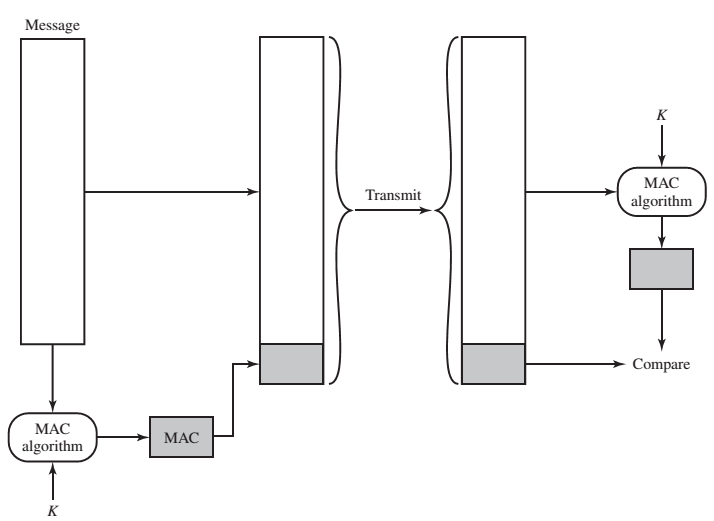 Message
K
Transmit
MAC
algorithm
Compare
MAC
algorithm
MAC
K